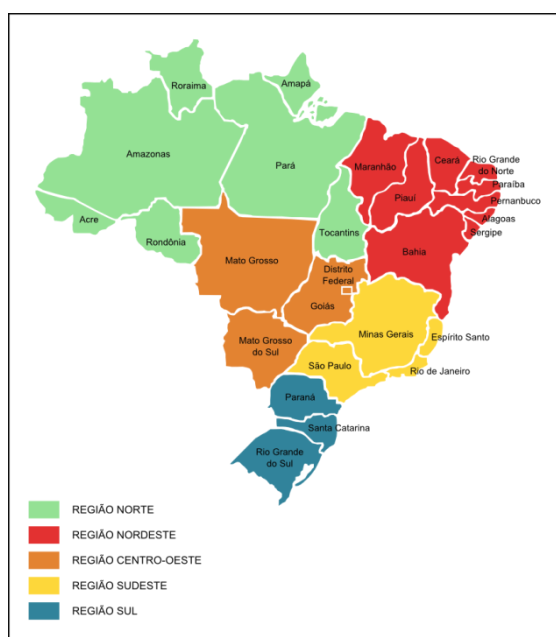 Roraima
Amapá
Amazonas
Pará
Maranhão
Ceará
Rio Grande
do Norte
Paraíba
Piauí
Pernambuco
Acre
Alagoas
Rondônia
Tocantins
Sergipe
Mato Grosso
Bahia
Distrito
Federal
Goiás
Minas Gerais
Espírito Santo
Mato Grosso
do Sul
São Paulo
Rio de Janeiro
Paraná
Santa Catarina
Rio Grande
do Sul
REGIÃO NORTE
REGIÃO NORDESTE
REGIÃO CENTRO-OESTE
REGIÃO SUDESTE
REGIÃO SUL